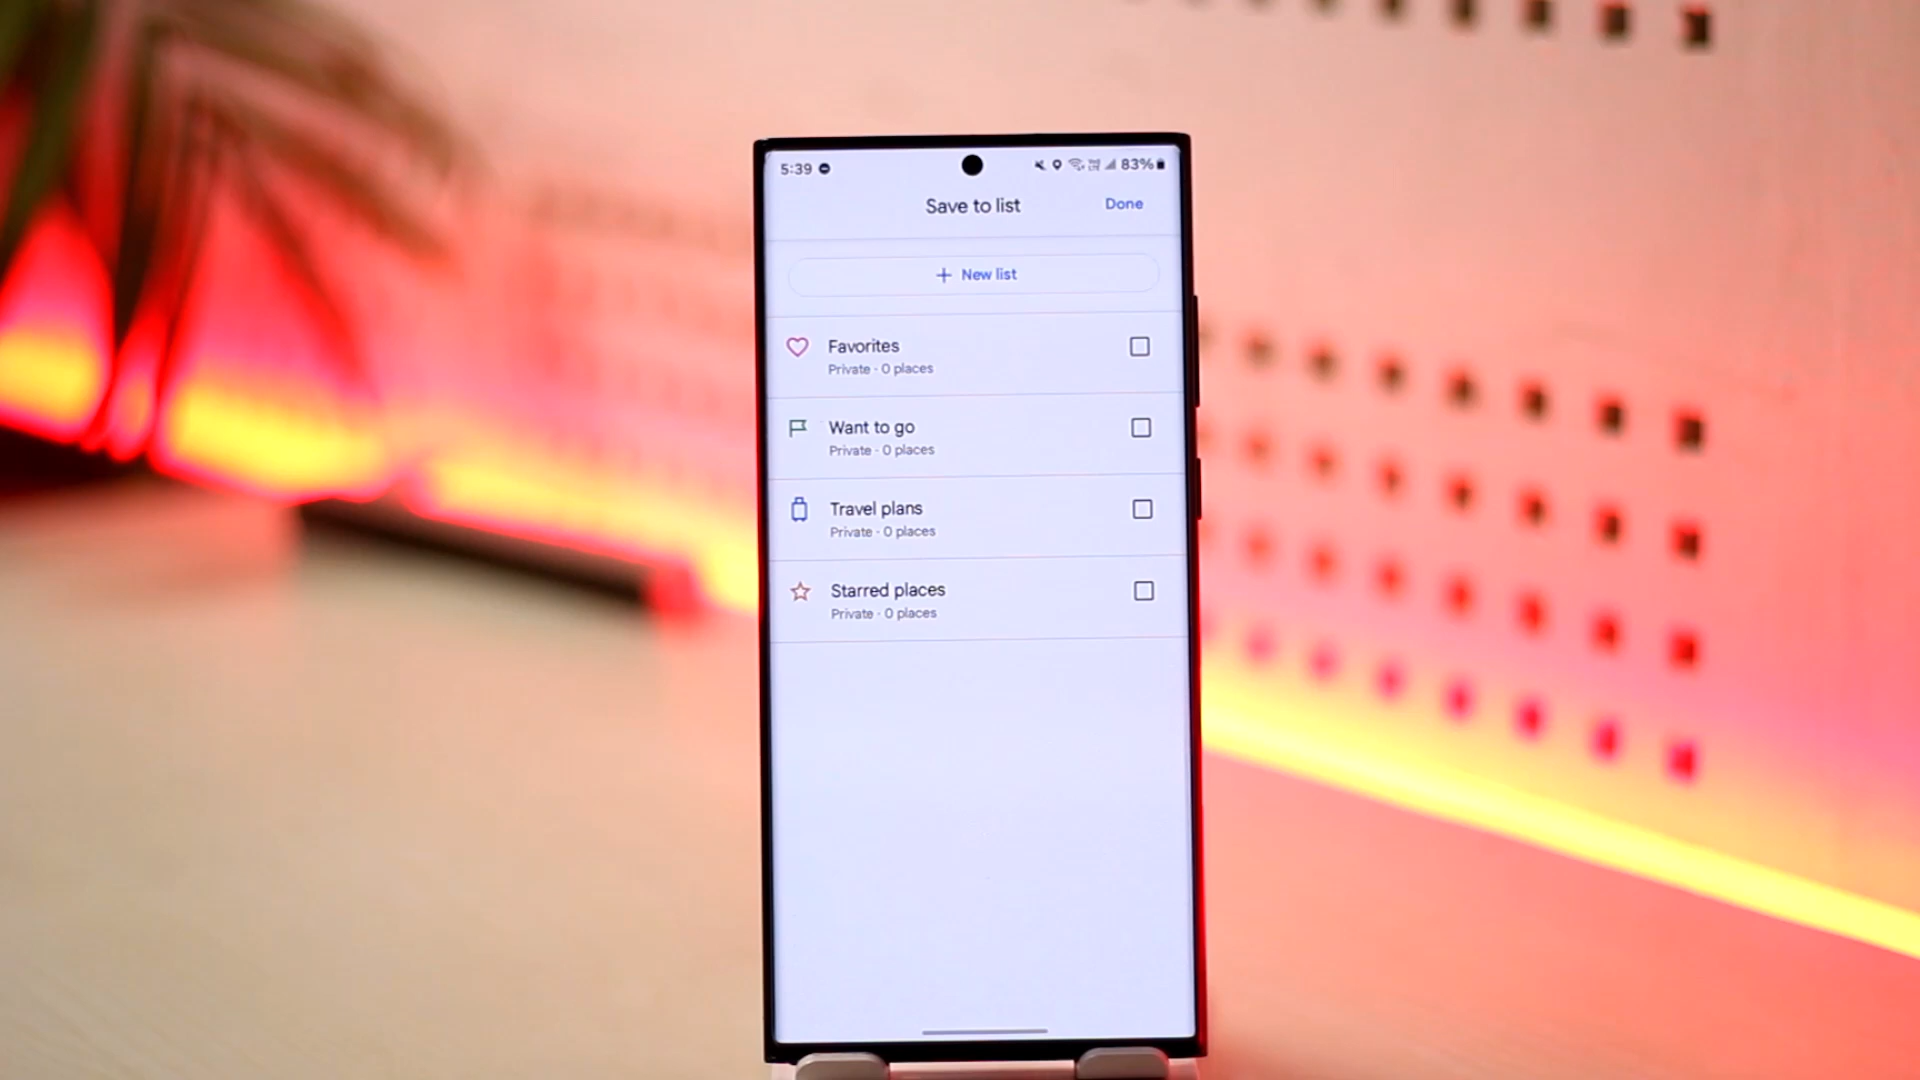 5:39 83%
Save to list Done
+ New list
Favorites
Private · 0 places
Want to go
Private · 0 places
Travel plans
Private · 0 places
Starred places
Private · 0 places